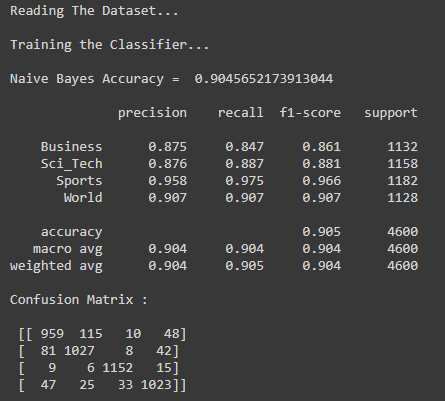 Reading The Dataset...
Training the Classifier...
Naive Bayes Accuracy =  0.9045652173913044
precision    recall  f1-score   support
Business      0.875     0.847     0.861      1132
Sci_Tech      0.876     0.887     0.881      1158
Sports      0.958     0.975     0.966      1182
World      0.907     0.907     0.907      1128
accuracy                          0.905      4600
macro avg      0.904     0.904     0.904      4600
weighted avg      0.904     0.905     0.904      4600
Confusion Matrix :
[[ 959  115   10   48]
[  81 1027    8   42]
[   9    6 1152   15]
[  47   25   33 1023]]